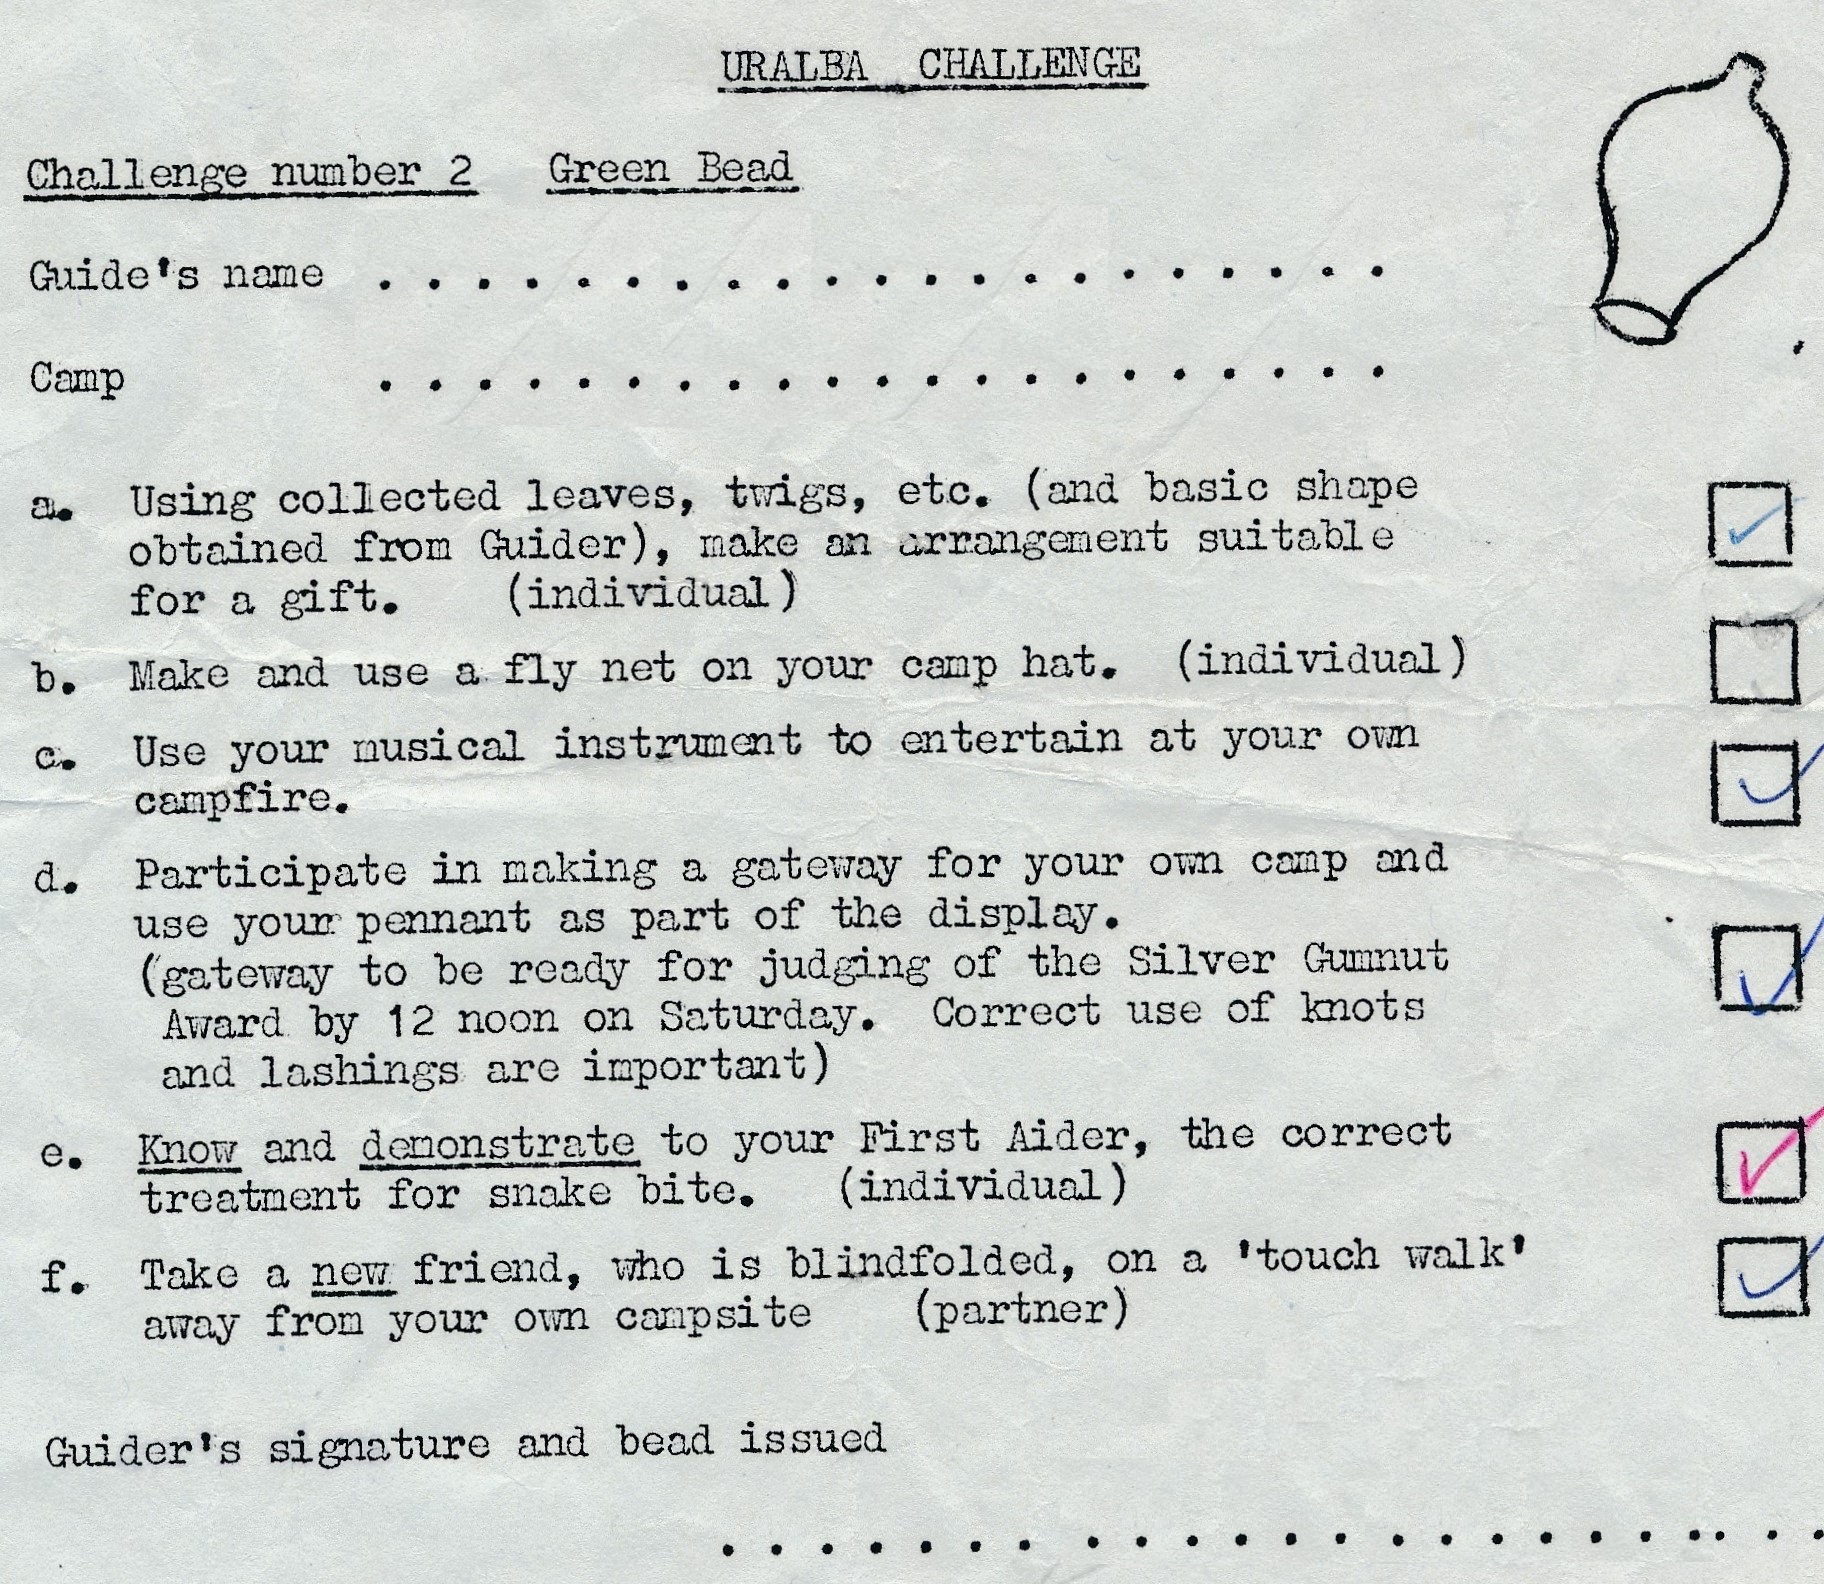 URALBA CHALLENGE
Challenge number 2 Green Bead
Guide's name . . . . . . . . . . . . . . . . . . . . .
Camp . . . . . . . . . . . . . . . . . . . . .
a. Using collected leaves, twigs, etc. (and basic shape
obtained from Guider), make an arrangement suitable
for a gift. (individual)
b. Make and use a fly net on your camp hat. (individual)
c. Use your musical instrument to entertain at your own
campfire.
d. Participate in making a gateway for your own camp and
use your pennant as part of the display.
(gateway to be ready for judging of the Silver Gumnut
Award by 12 noon on Saturday. Correct use of knots
and lashings are important)
e. Know and demonstrate to your First Aider, the correct
treatment for snake bite. (individual)
f. Take a new friend, who is blindfolded, on a 'touch walk'
away from your own campsite (partner)
Guider's signature and bead issued
. . . . . . . . . . . . . . . . . . . . . .